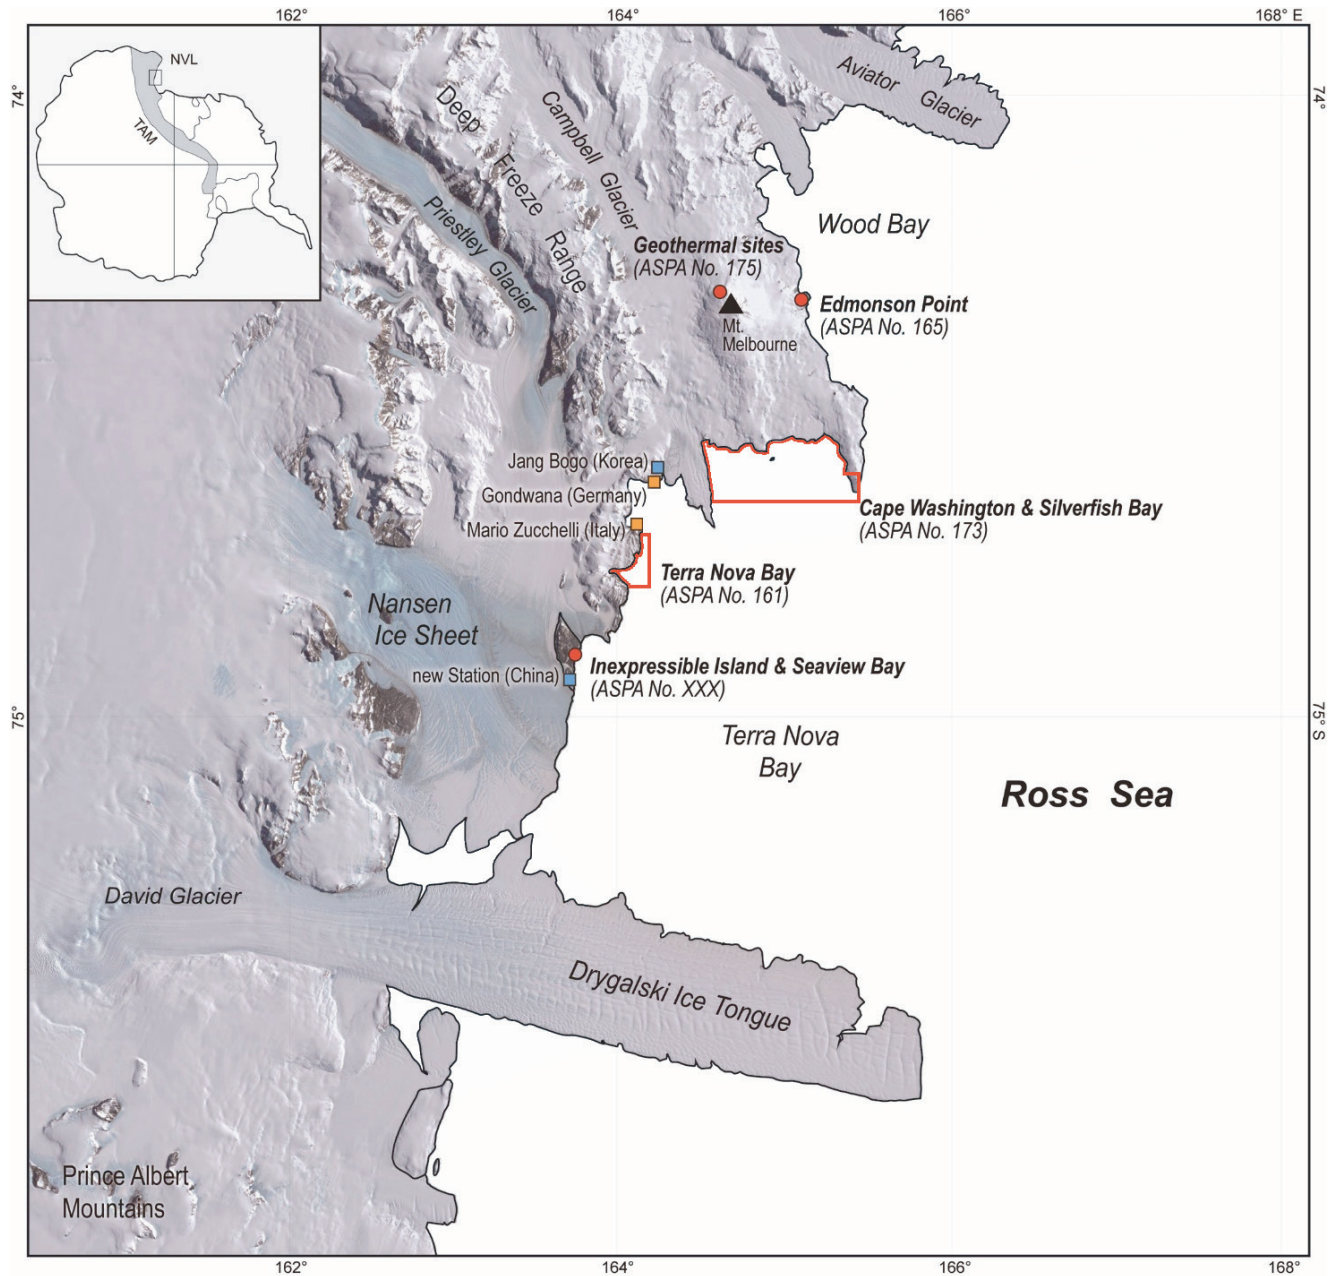 162°
164°
166°
168° E
74°
74°
75°
75° S
NVL
TAM
Deep
Freeze
Range
Campbell Glacier
Priestley Glacier
Aviator
Glacier
Wood Bay
Geothermal sites
(ASPA No. 175)
Mt.
Melbourne
Edmonson Point
(ASPA No. 165)
Jang Bogo (Korea)
Gondwana (Germany)
Mario Zucchelli (Italy)
Cape Washington & Silverfish Bay
(ASPA No. 173)
Terra Nova Bay
(ASPA No. 161)
Nansen
Ice Sheet
new Station (China)
Inexpressible Island & Seaview Bay
(ASPA No. XXX)
Terra Nova
Bay
Ross Sea
David Glacier
Drygalski Ice Tongue
Prince Albert
Mountains
162°
164°
166°
168°